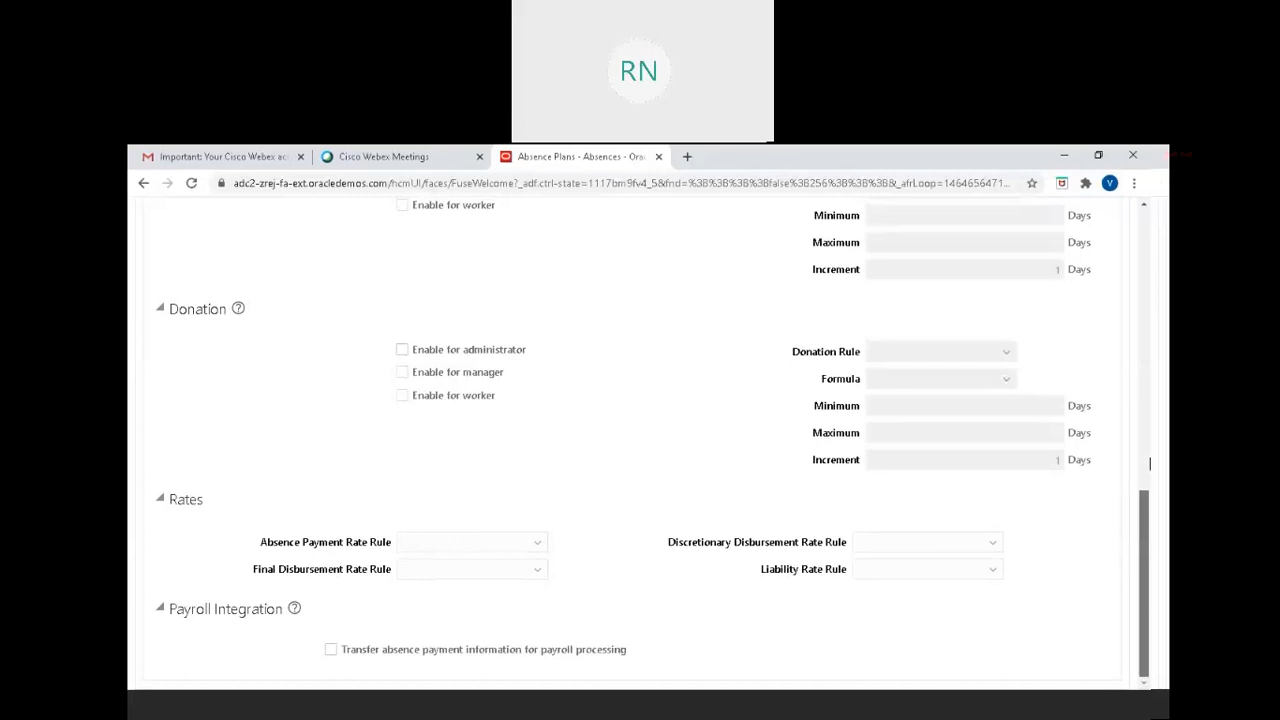 RN
Important: Your Cisco Webex acc
Cisco Webex Meetings
Absence Plans - Absences - Orac
adc2-zrej-fa-ext.oracledemos.com/hcmUI/faces/FuseWelcome?_adf.ctrl-state=1117bm9fv4_5&fnd=%3B%3B%3B%3Bfalse%3B256%3B%3B%3B&_afrLoop=1464656471...
V
Enable for worker
Minimum Days
Maximum Days
Increment 1 Days
Donation
Enable for administrator
Donation Rule
Enable for manager
Formula
Enable for worker
Minimum Days
Maximum Days
Increment 1 Days
Rates
Absence Payment Rate Rule
Discretionary Disbursement Rate Rule
Final Disbursement Rate Rule
Liability Rate Rule
Payroll Integration
Transfer absence payment information for payroll processing